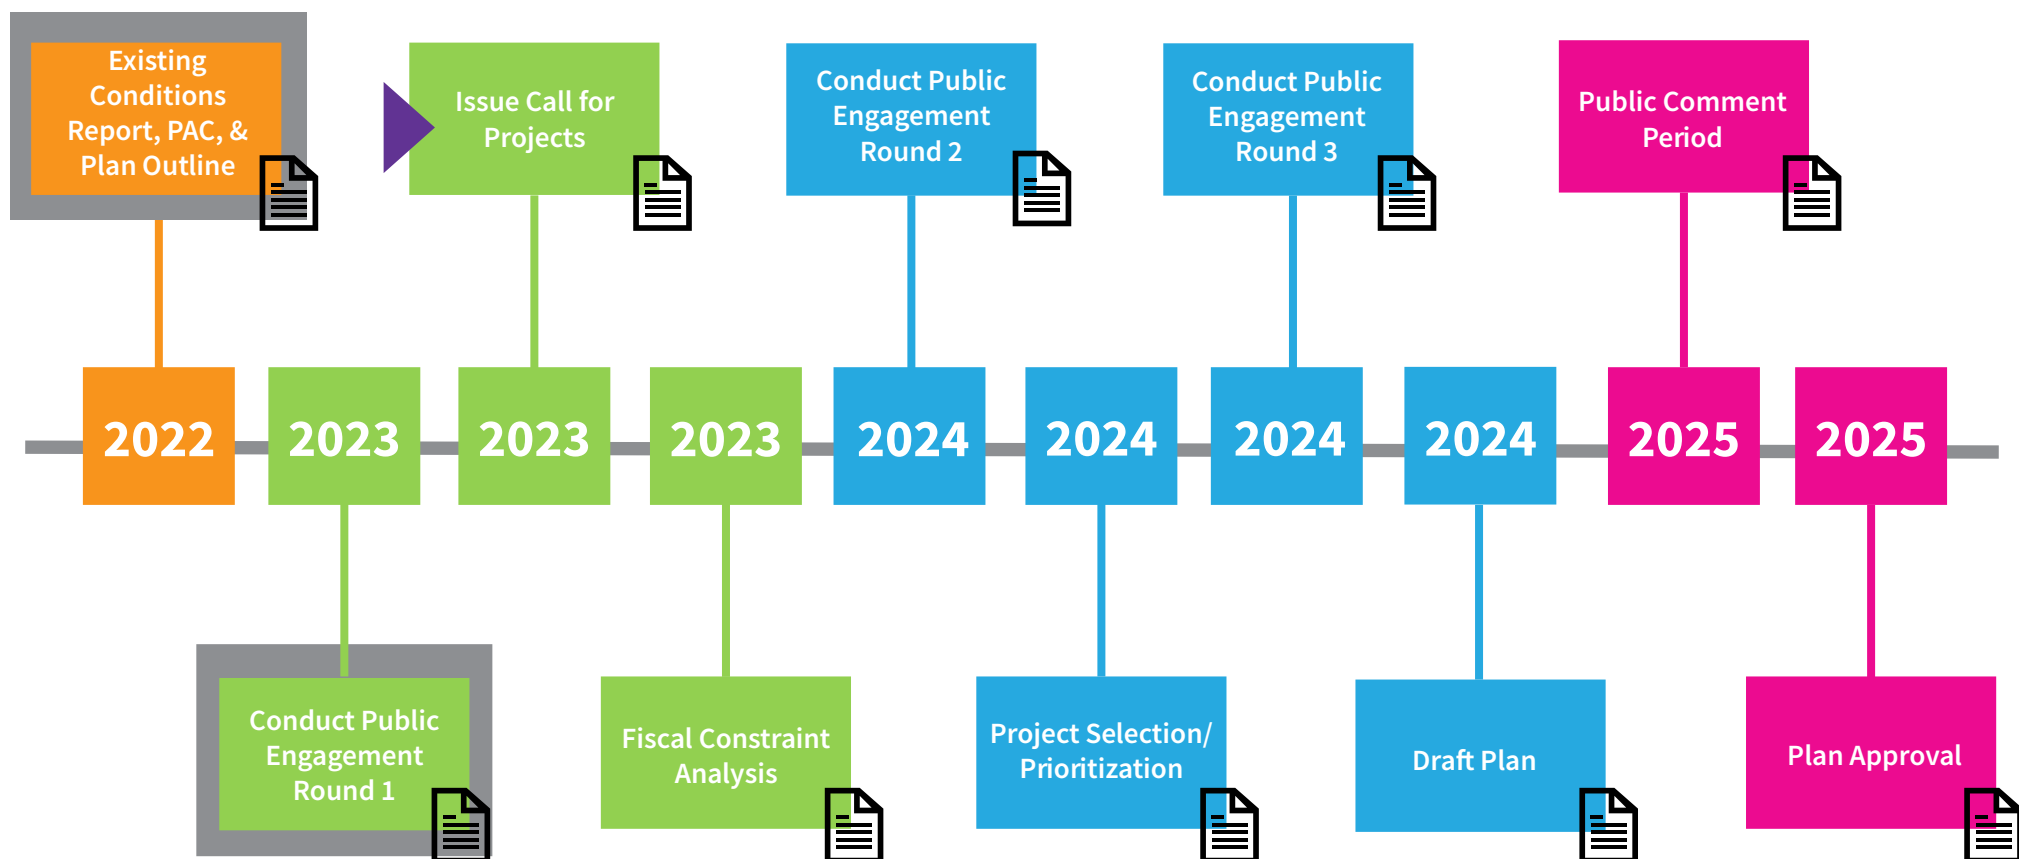 Existing
Conditions
Report, PAC, &
Plan Outline
Issue Call for
Projects
Conduct Public
Engagement
Round 2
Conduct Public
Engagement
Round 3
Public Comment
Period
2022
2023
2023
2023
2024
2024
2024
2024
2025
2025
Conduct Public
Engagement
Round 1
Fiscal Constraint
Analysis
Project Selection/
Prioritization
Draft Plan
Plan Approval